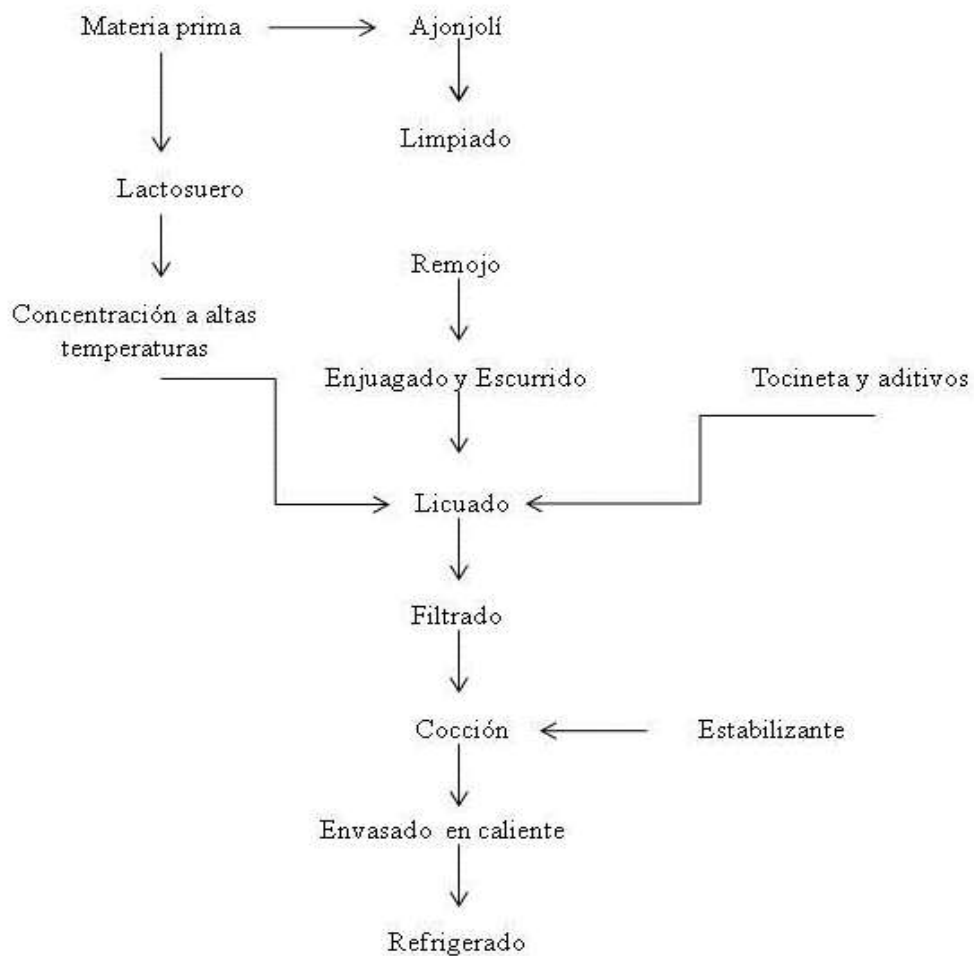 Materia prima
Ajonjolí
Limpiado
Lactosuero
Remojo
Concentración a altas
temperaturas
Enjuagado y Escurrido
Tocineta y aditivos
Licuado
Filtrado
Cocción
Estabilizante
Envasado en caliente
Refrigerado